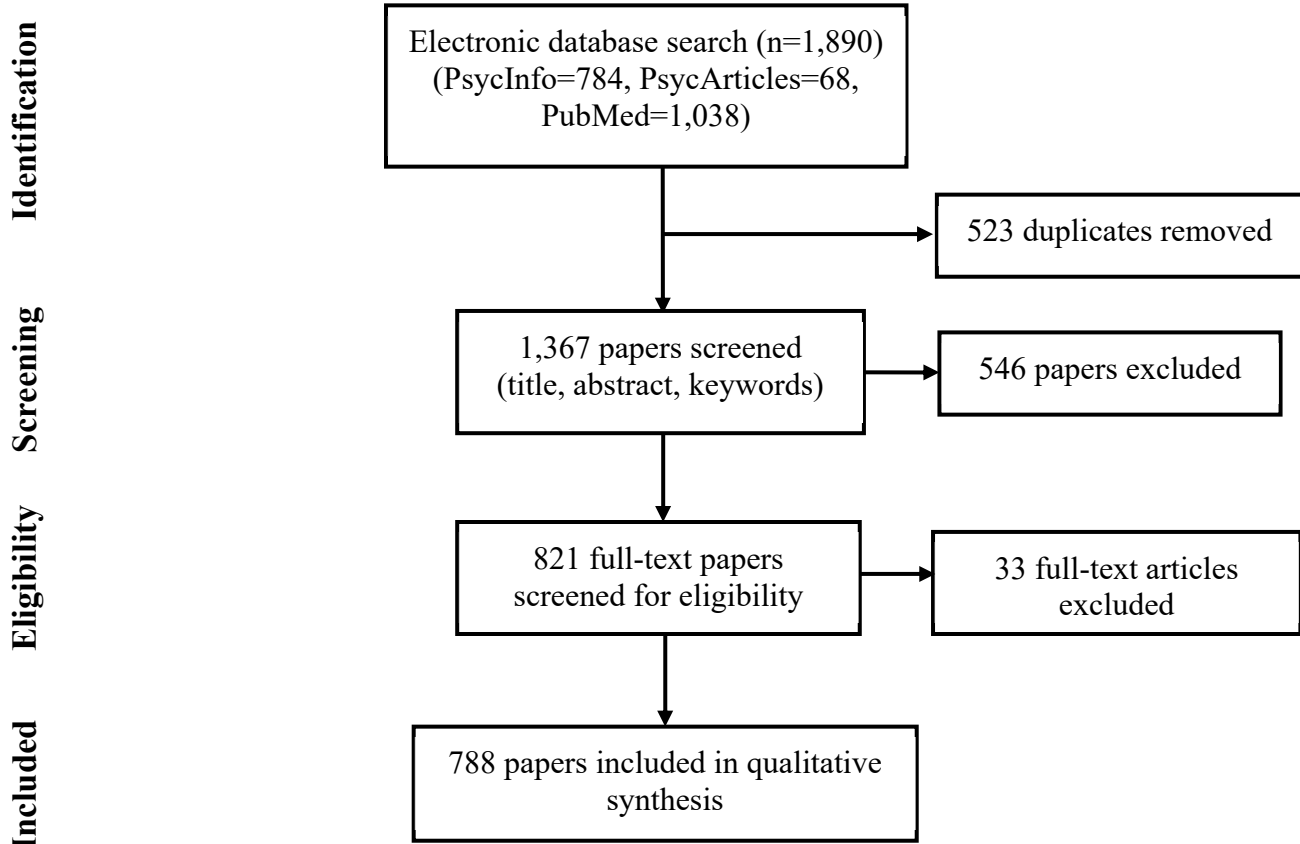 Identification
Electronic database search (n=1,890)
(PsycInfo=784, PsycArticles=68,
PubMed=1,038)
523 duplicates removed
Screening
1,367 papers screened
(title, abstract, keywords)
546 papers excluded
Eligibility
821 full-text papers
screened for eligibility
33 full-text articles
excluded
Included
788 papers included in qualitative
synthesis